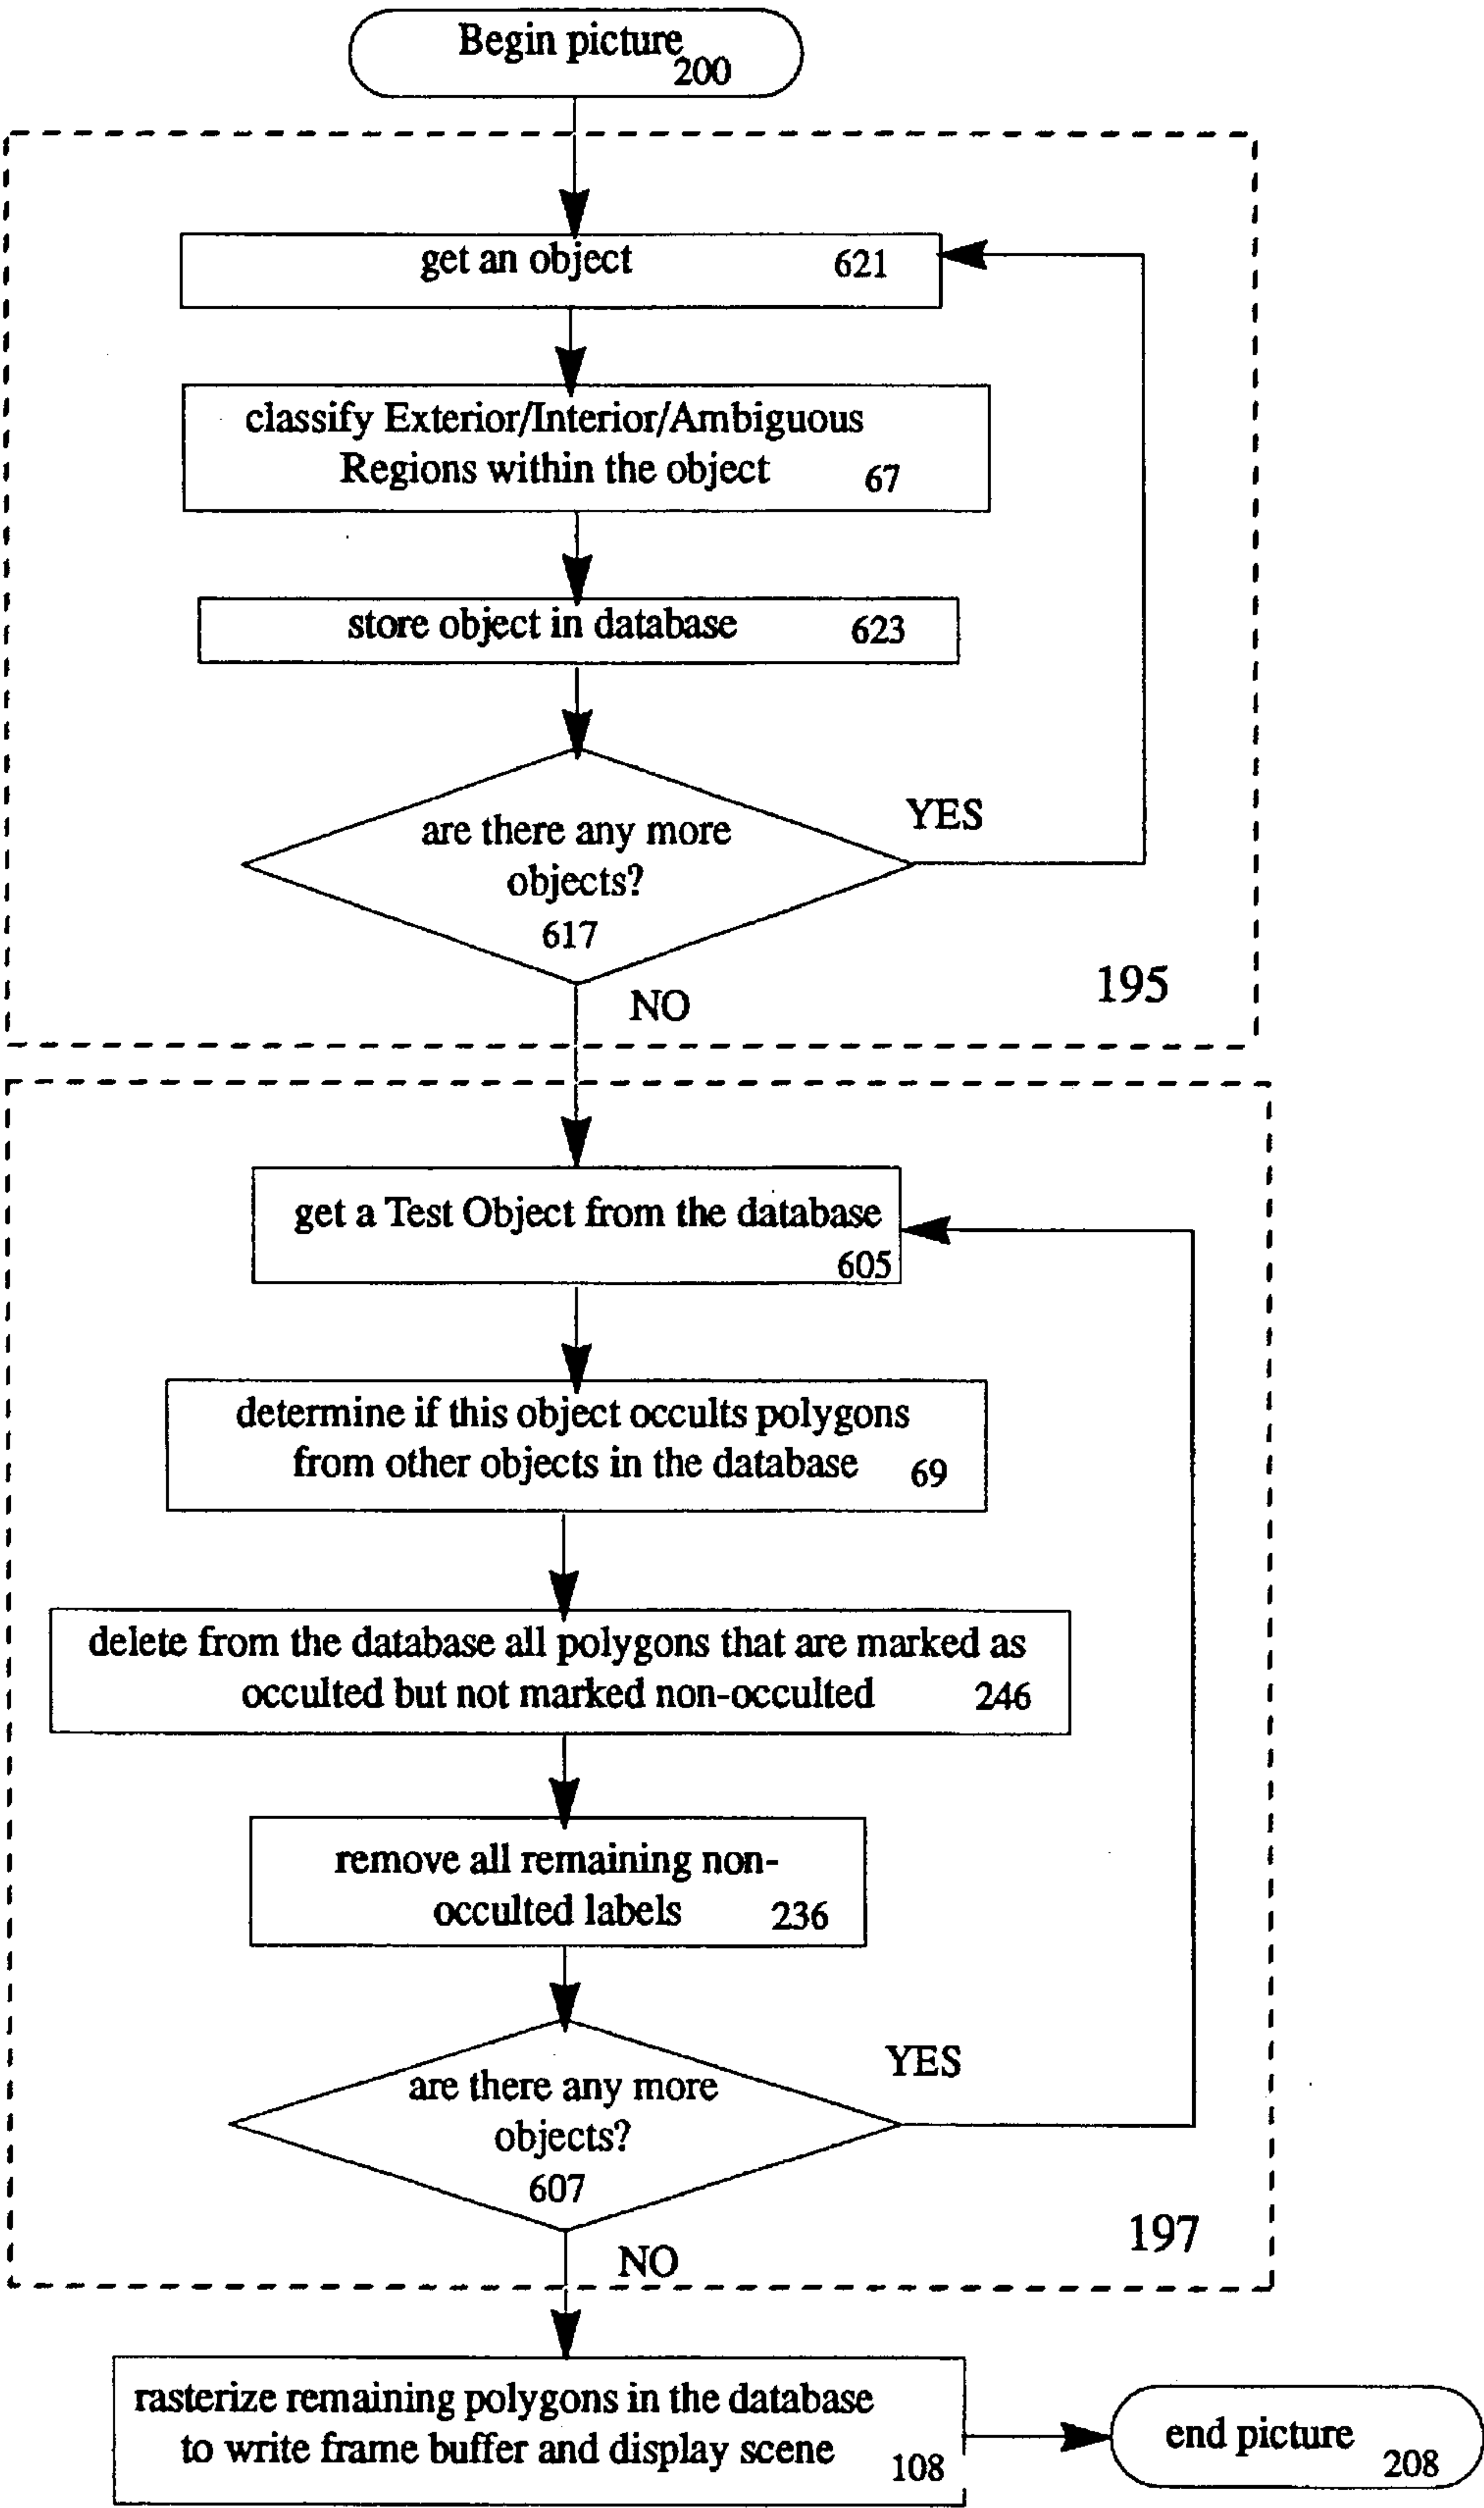 Begin picture
200
get an object 621
classify Exterior/Interior/Ambiguous
Regions within the object 67
store object in database 623
are there any more
objects?
617
YES
NO
195
get a Test Object from the database
605
determine if this object occults polygons
from other objects in the database 69
delete from the database all polygons that are marked as
occulted but not marked non-occulted 246
remove all remaining non-
occulted labels 236
are there any more
objects?
607
YES
NO
197
rasterize remaining polygons in the database
to write frame buffer and display scene 108
end picture
208